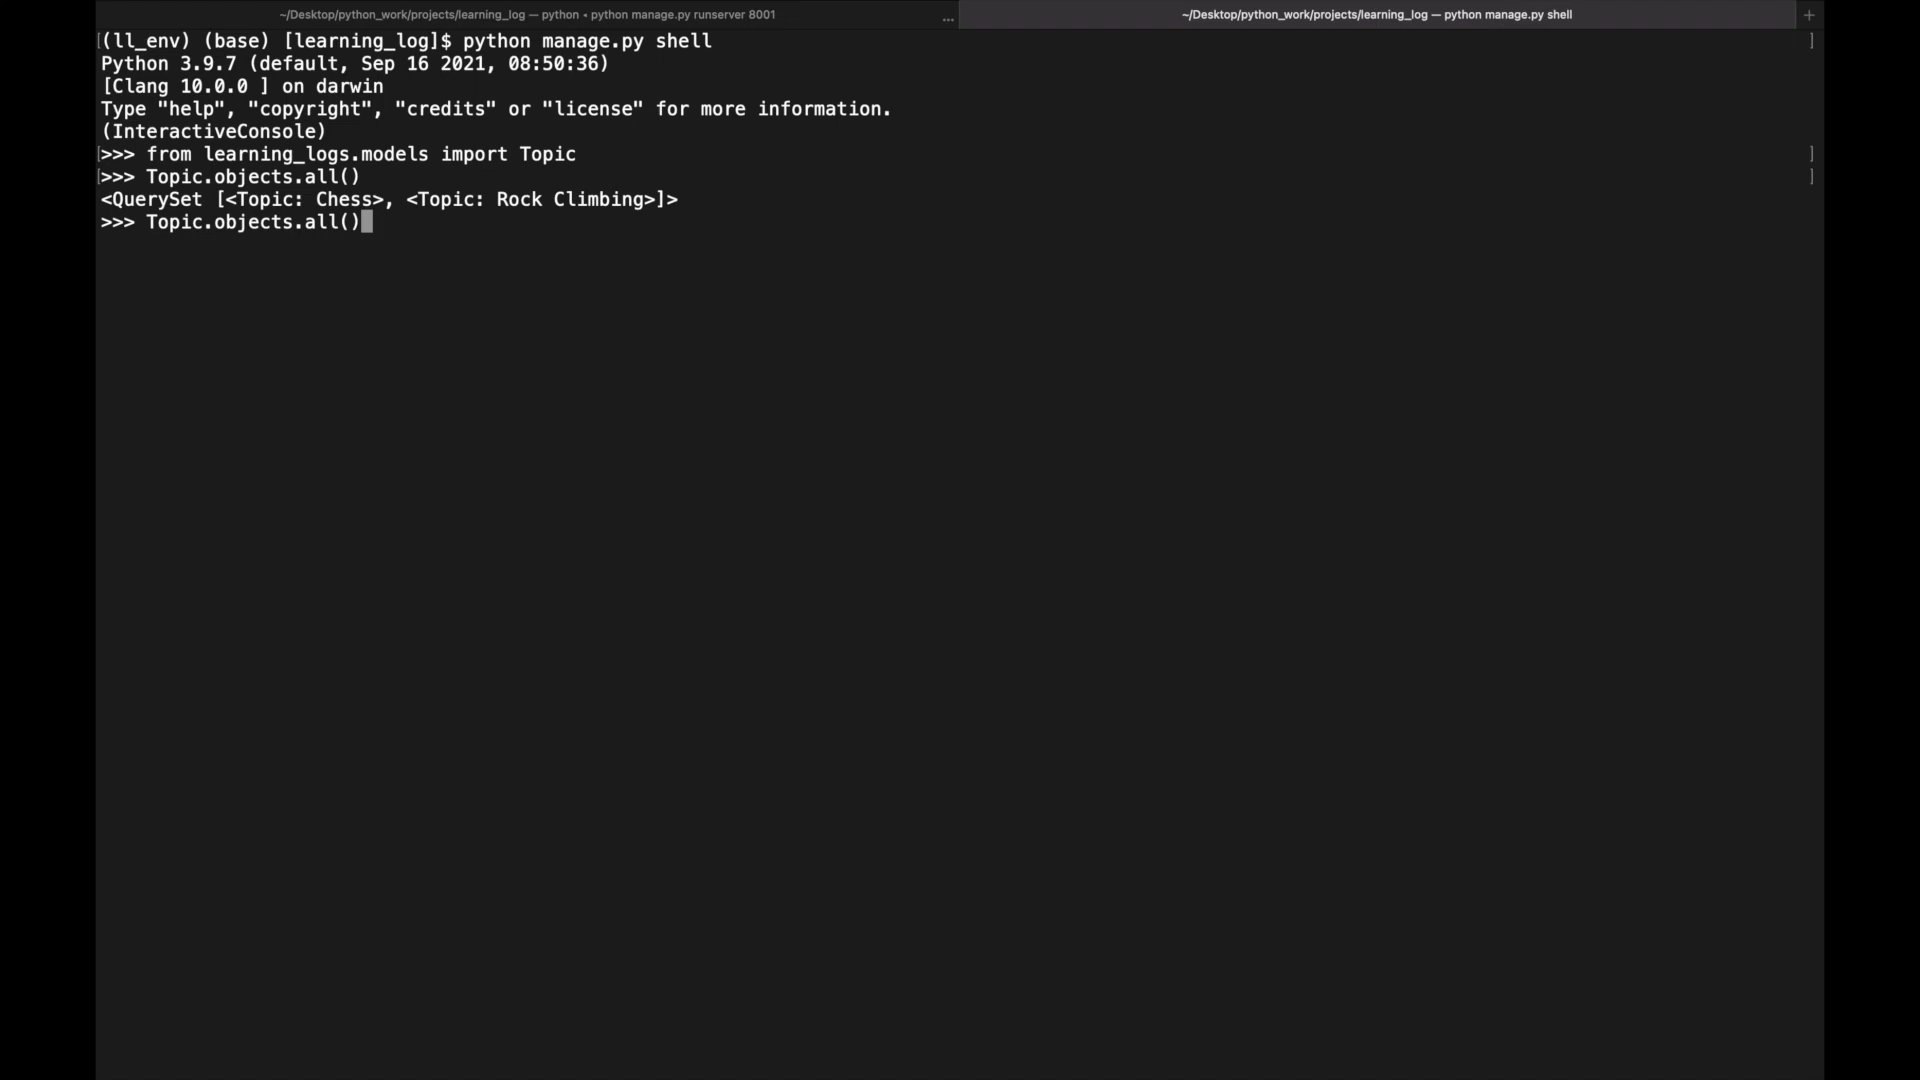 ~/Desktop/python_work/projects/learning_log — python ◂ python manage.py runserver 8001 ... ~/Desktop/python_work/projects/learning_log — python manage.py shell +
[(ll_env) (base) [learning_log]$ python manage.py shell ]
Python 3.9.7 (default, Sep 16 2021, 08:50:36)
[Clang 10.0.0 ] on darwin
Type "help", "copyright", "credits" or "license" for more information.
(InteractiveConsole)
[>>> from learning_logs.models import Topic ]
[>>> Topic.objects.all() ]
<QuerySet [<Topic: Chess>, <Topic: Rock Climbing>]>
>>> Topic.objects.all()